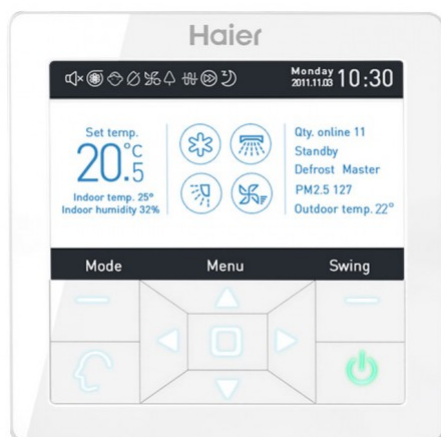 Haier
Monday
2011.11.03 10:30
Set temp.
20.5°C
Indoor temp. 25°
Indoor humidity 32%
Qty. online 11
Standby
Defrost Master
PM2.5 127
Outdoor temp. 22°
Mode Menu Swing